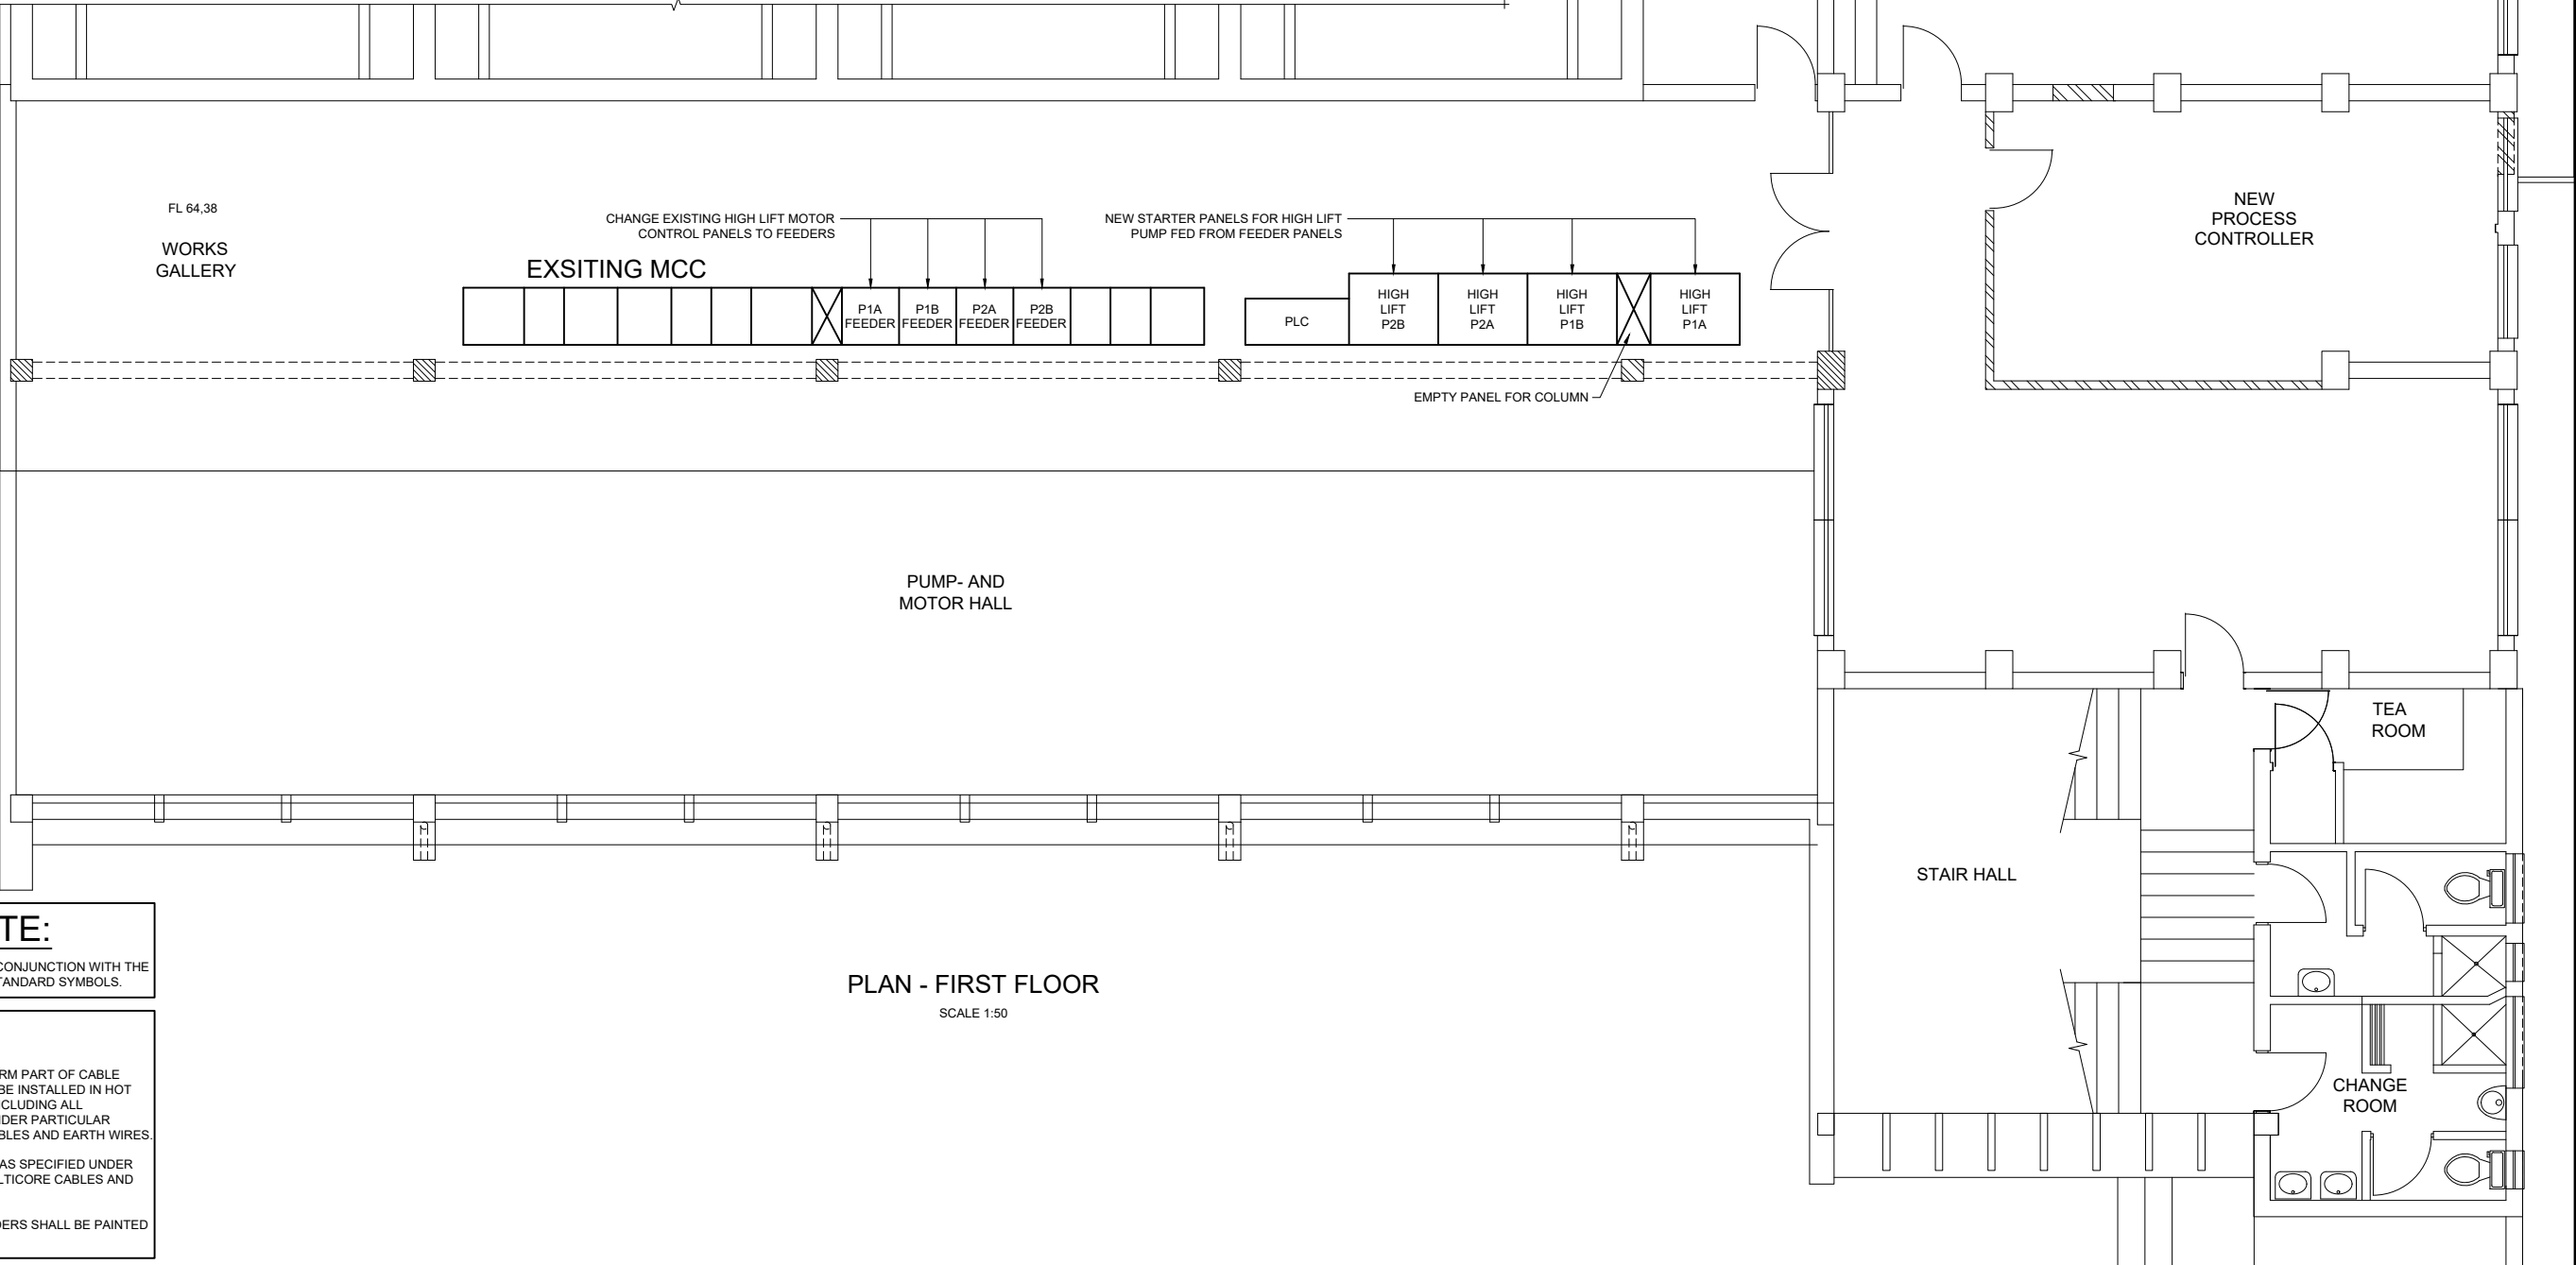 FL 64,38
WORKS
GALLERY
CHANGE EXISTING HIGH LIFT MOTOR
CONTROL PANELS TO FEEDERS
EXSITING MCC
P1A
FEEDER
P1B
FEEDER
P2A
FEEDER
P2B
FEEDER
NEW STARTER PANELS FOR HIGH LIFT
PUMP FED FROM FEEDER PANELS
PLC
HIGH
LIFT
P2B
HIGH
LIFT
P2A
HIGH
LIFT
P1B
HIGH
LIFT
P1A
EMPTY PANEL FOR COLUMN
NEW
PROCESS
CONTROLLER
PUMP- AND
MOTOR HALL
TEA
ROOM
STAIR HALL
CHANGE
ROOM
PLAN - FIRST FLOOR
SCALE 1:50
TE:
CONJUNCTION WITH THE
TANDARD SYMBOLS.
RM PART OF CABLE
BE INSTALLED IN HOT
CLUDING ALL
DER PARTICULAR
BLES AND EARTH WIRES.
AS SPECIFIED UNDER
LTICORE CABLES AND
DERS SHALL BE PAINTED